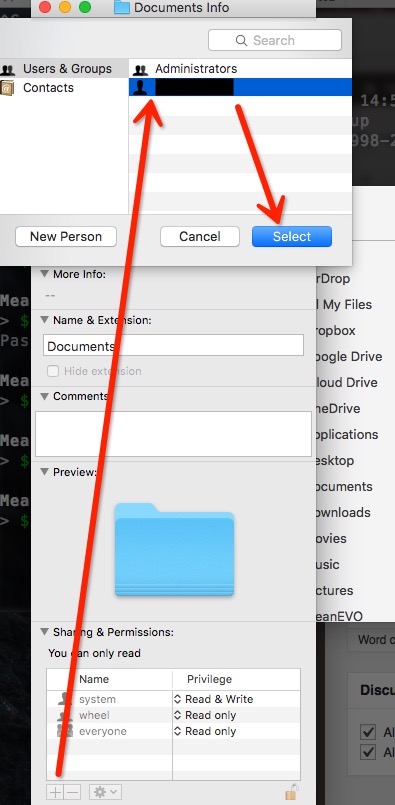 Documents Info
Search
Users & Groups
Administrators
Contacts
14:5
up
998-2
New Person
Cancel
Select
More Info:
--
Name & Extension:
Documents
Hide extension
Comments:
Preview:
Sharing & Permissions:
You can only read
Name
Privilege
system
Read & Write
wheel
Read only
everyone
Read only
Mea
> $
Pas
Mea
> $
Mea
> $
Mea
> $
rDrop
l My Files
ropbox
oogle Drive
loud Drive
neDrive
pplications
esktop
ocuments
ownloads
ovies
usic
ictures
eanEVO
Word c
Discu
Al
Al